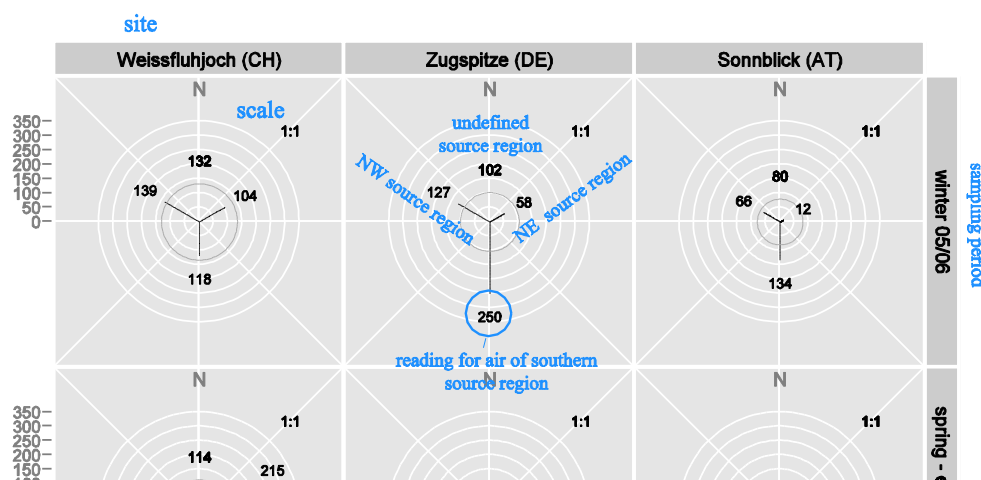 site
Weissfluhjoch (CH) Zugspitze (DE) Sonnblick (AT)
N N N
scale
1:1 1:1 1:1
350
300
250
200
150
100
50
0
132
139 104
118
undefined
source region
102
NW source region
127 58
NE source region
250
reading for air of southern
source region
80
66 12
134
winter 05/06
sampling period
N N N
1:1 1:1 1:1
350
300
250
200
150
114
215
spring -